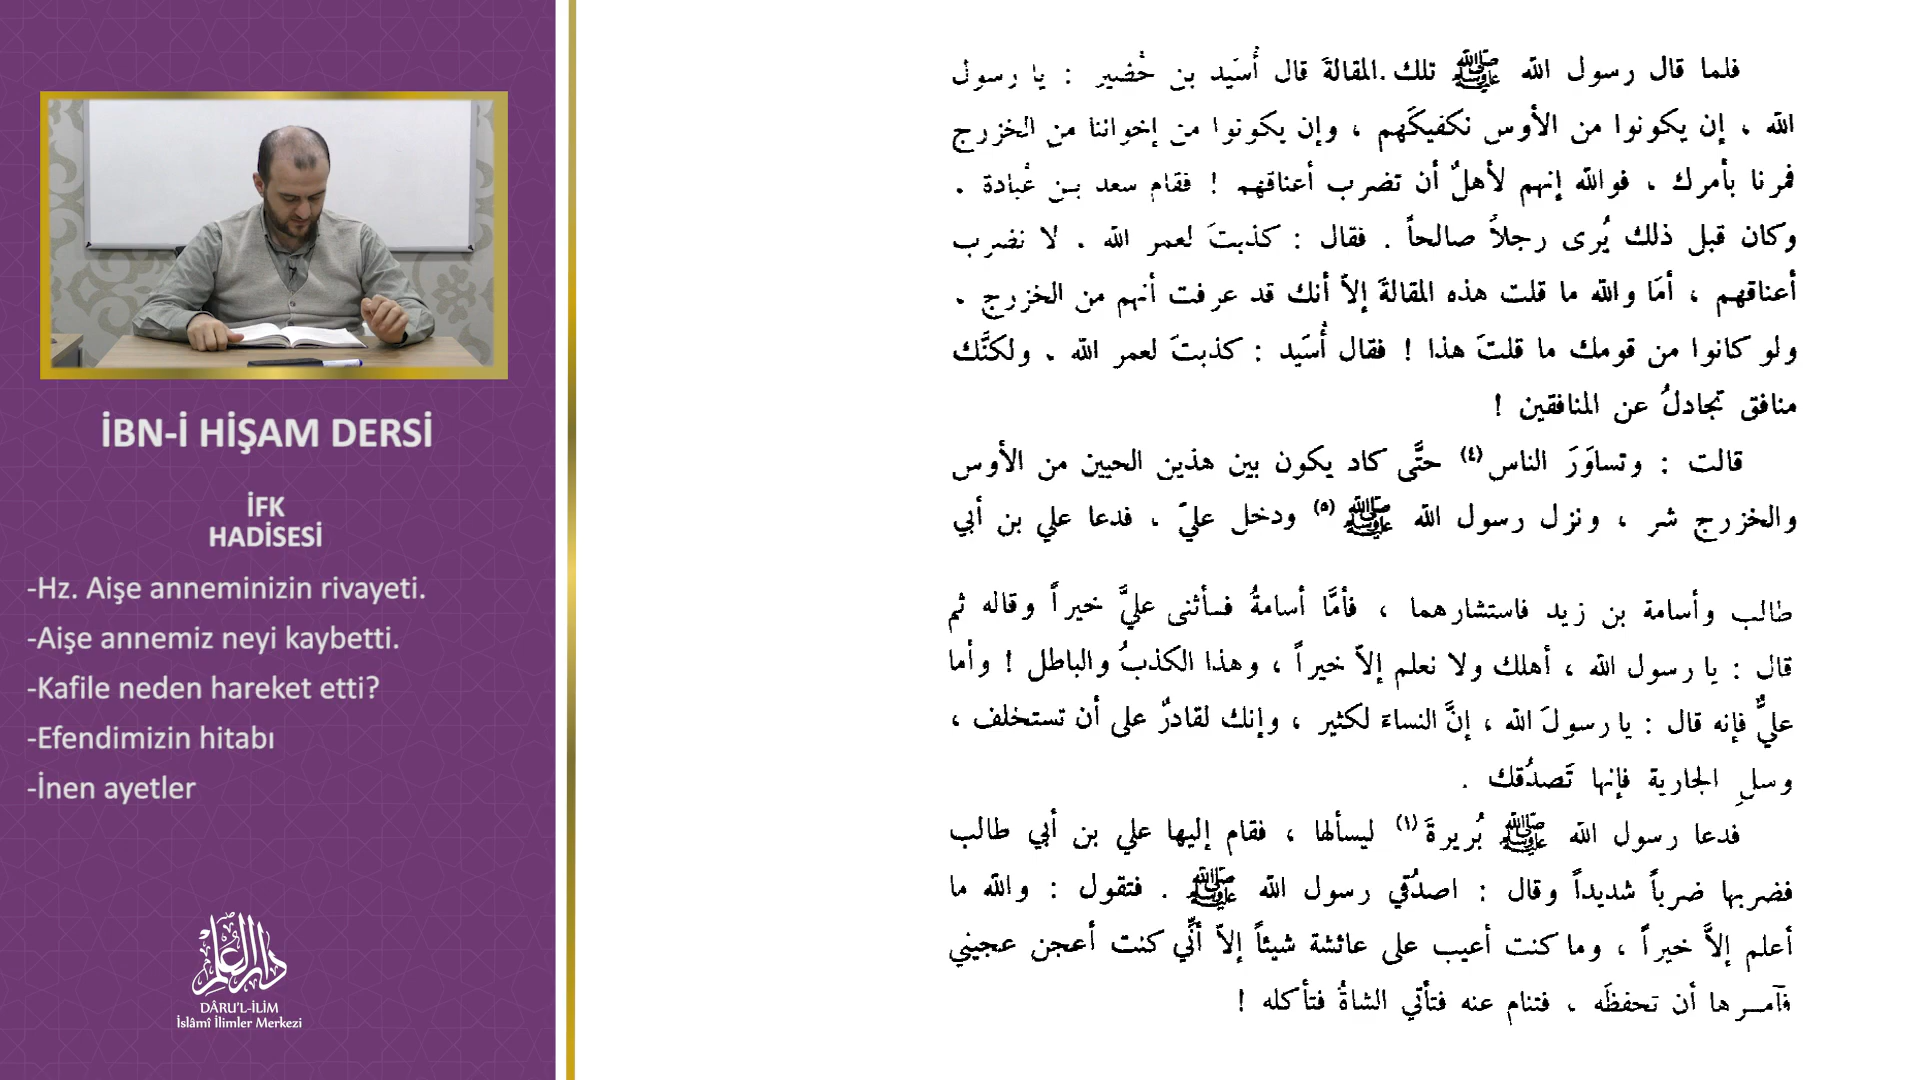 İBN-İ HİŞAM DERSİ
İFK
HADİSESİ
-Hz. Aişe anneminizin rivayeti.
-Aişe annemiz neyi kaybetti.
-Kafile neden hareket etti?
-Efendimizin hitabı
-İnen ayetler
دار العلم
DÂRU'L-İLİM
İslâmî İlimler Merkezi
فلما قال رسول الله ﷺ تلك المقالةَ قال أُسَيد بن حُضير : يا رسول
الله ، إن يكونوا من الأوس نكفيكَهم ، وإن يكونوا من إخواننا من الخزرج
فمرنا بأمرك ، فوالله إنهم لأهلٌ أن تضرب أعناقهم ! فقام سعد بن عُبادة .
وكان قبل ذلك يُرى رجلاً صالحاً . فقال : كذبتَ لعمر الله . لا نضرب
أعناقهم ، أمَا والله ما قلت هذه المقالةَ إلاّ أنك قد عرفت أنهم من الخزرج .
ولو كانوا من قومك ما قلتَ هذا ! فقال أُسَيد : كذبتَ لعمر الله . ولكنَّك
منافق تجادلُ عن المنافقين !
قالت : وتساوَرَ الناس (٤) حتَّى كاد يكون بين هذين الحيين من الأوس
والخزرج شر ، ونزل رسول الله ﷺ (٥) ودخل عليّ ، فدعا علي بن أبي
طالب وأسامة بن زيد فاستشارهما ، فأمَّا أسامةُ فسأثنى عليَّ خيراً وقاله ثم
قال : يا رسول الله ، أهلك ولا نعلم إلاّ خيراً ، وهذا الكذبُ والباطل ! وأما
عليٌّ فإنه قال : يا رسولَ الله ، إنَّ النساءَ لكثير ، وإنك لقادرٌ على أن تستخلف ،
وسلِ الجارية فإنها تَصدُقك .
فدعا رسول الله ﷺ بُريرةَ (١) ليسألها ، فقام إليها علي بن أبي طالب
فضربها ضرباً شديداً وقال : اصدُقي رسول الله ﷺ . فتقول : والله ما
أعلم إلاَّ خيراً ، وما كنت أعيب على عائشة شيئاً إلاّ أنِّي كنت أعجن عجيني
فآمرها أن تحفظَه ، فتنام عنه فتأتي الشاةُ فتأكله !